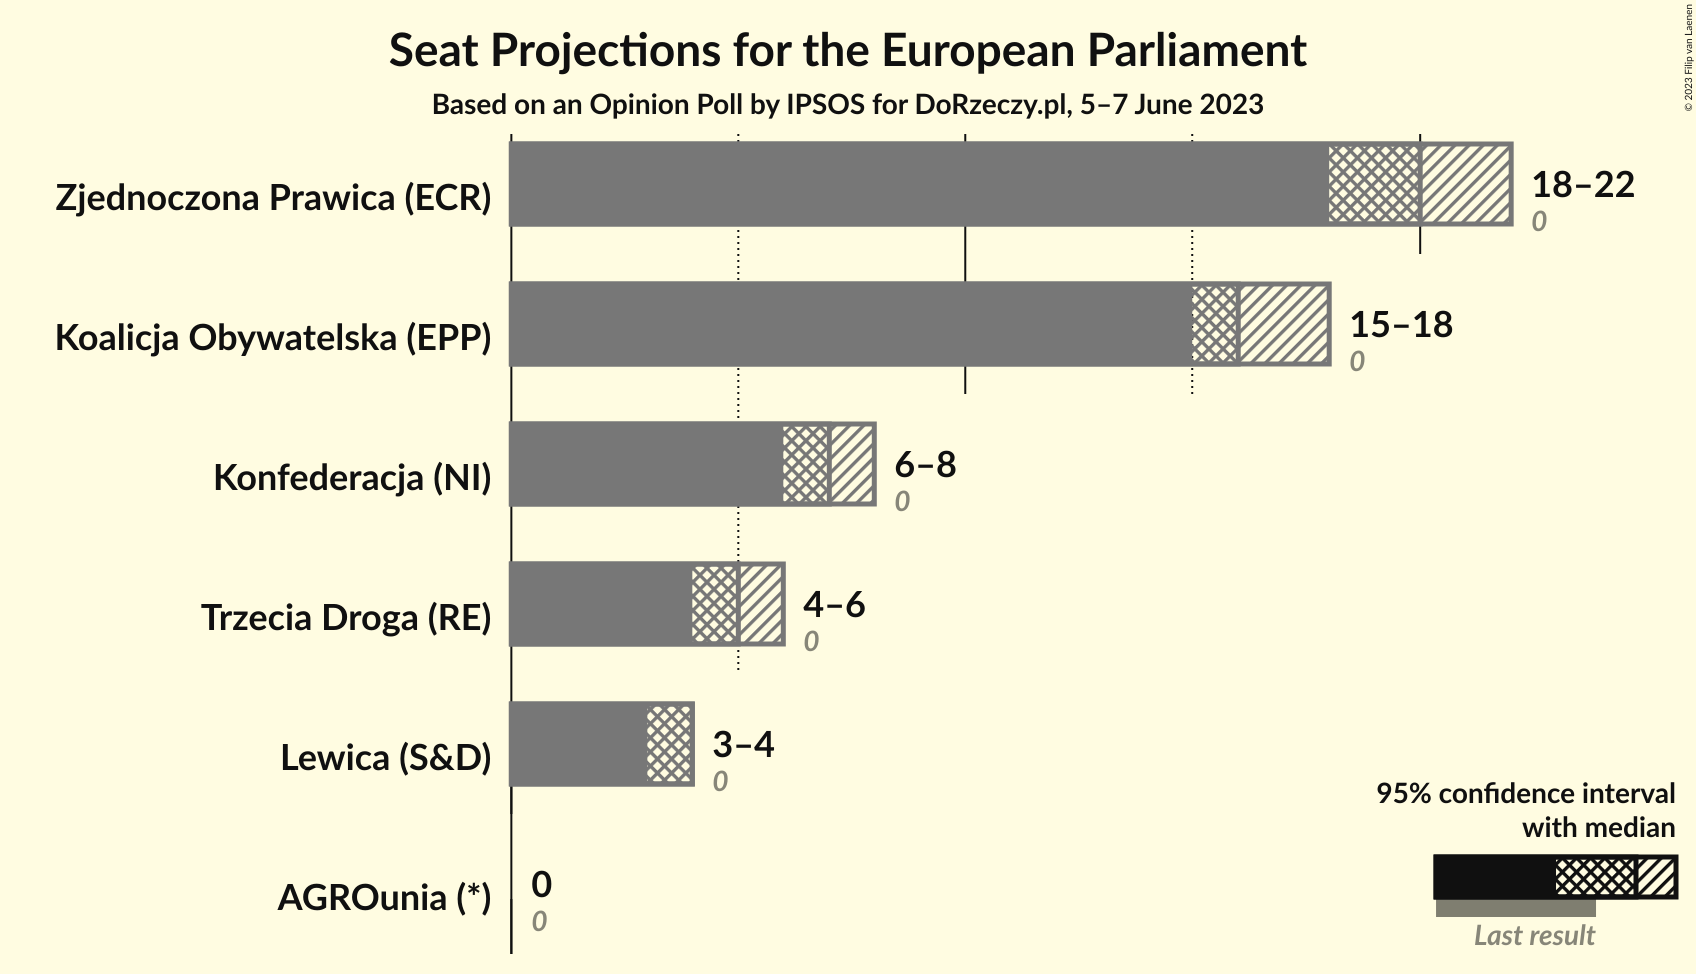 Seat Projections for the European Parliament
Based on an Opinion Poll by IPSOS for DoRzeczy.pl, 5–7 June 2023
© 2023 Filip van Laenen
Zjednoczona Prawica (ECR)
18–22
0
Koalicja Obywatelska (EPP)
15–18
0
Konfederacja (NI)
6–8
0
Trzecia Droga (RE)
4–6
0
Lewica (S&D)
3–4
0
AGROunia (*)
0
0
95% confidence interval
with median
Last result